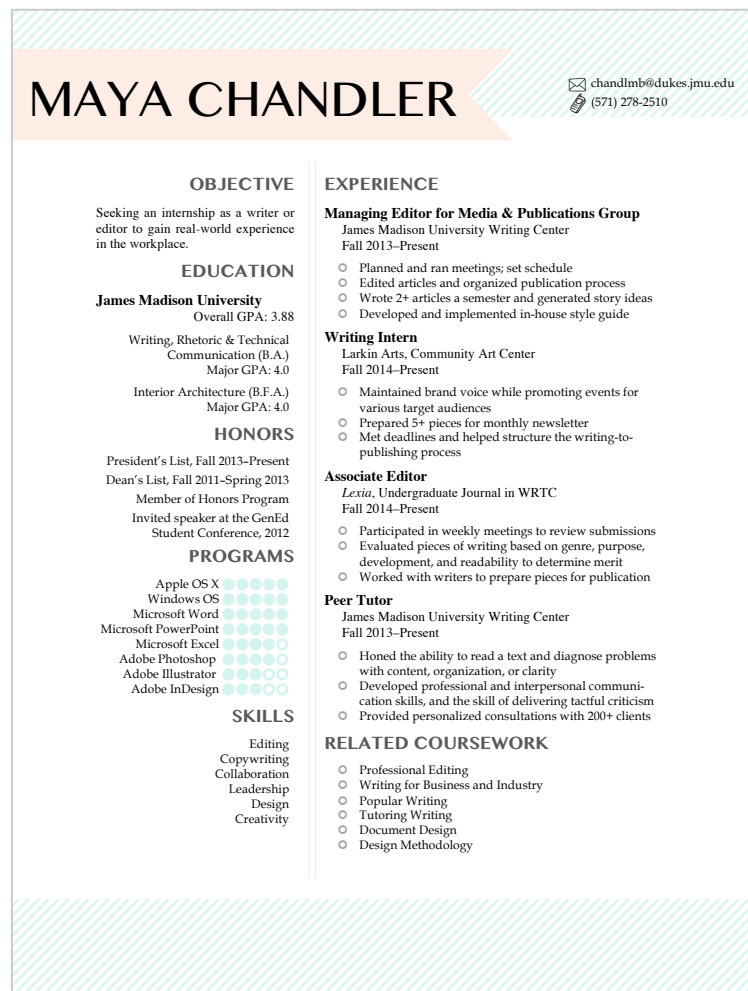 MAYA CHANDLER
chandlmb@dukes.jmu.edu
(571) 278-2510
OBJECTIVE
Seeking an internship as a writer or
editor to gain real-world experience
in the workplace.
EDUCATION
James Madison University
Overall GPA: 3.88
Writing, Rhetoric & Technical
Communication (B.A.)
Major GPA: 4.0
Interior Architecture (B.F.A.)
Major GPA: 4.0
HONORS
President’s List, Fall 2013–Present
Dean’s List, Fall 2011–Spring 2013
Member of Honors Program
Invited speaker at the GenEd
Student Conference, 2012
PROGRAMS
Apple OS X
Windows OS
Microsoft Word
Microsoft PowerPoint
Microsoft Excel
Adobe Photoshop
Adobe Illustrator
Adobe InDesign
SKILLS
Editing
Copywriting
Collaboration
Leadership
Design
Creativity
EXPERIENCE
Managing Editor for Media & Publications Group
James Madison University Writing Center
Fall 2013–Present
Planned and ran meetings; set schedule
Edited articles and organized publication process
Wrote 2+ articles a semester and generated story ideas
Developed and implemented in-house style guide
Writing Intern
Larkin Arts, Community Art Center
Fall 2014–Present
Maintained brand voice while promoting events for
various target audiences
Prepared 5+ pieces for monthly newsletter
Met deadlines and helped structure the writing-to-
publishing process
Associate Editor
Lexia, Undergraduate Journal in WRTC
Fall 2014–Present
Participated in weekly meetings to review submissions
Evaluated pieces of writing based on genre, purpose,
development, and readability to determine merit
Worked with writers to prepare pieces for publication
Peer Tutor
James Madison University Writing Center
Fall 2013–Present
Honed the ability to read a text and diagnose problems
with content, organization, or clarity
Developed professional and interpersonal communi-
cation skills, and the skill of delivering tactful criticism
Provided personalized consultations with 200+ clients
RELATED COURSEWORK
Professional Editing
Writing for Business and Industry
Popular Writing
Tutoring Writing
Document Design
Design Methodology